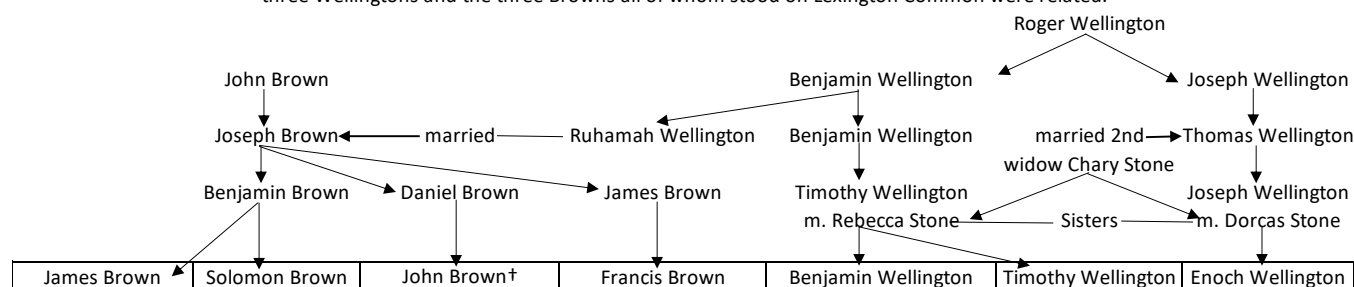 three Wellingtons and the three Browns all of whom stood on Lexington Common were related.
Roger Wellington
John Brown Benjamin Wellington Joseph Wellington
Joseph Brown married Ruhamah Wellington Benjamin Wellington married 2nd Thomas Wellington
widow Chary Stone
Benjamin Brown Daniel Brown James Brown Timothy Wellington Joseph Wellington
m. Rebecca Stone Sisters m. Dorcas Stone
James Brown Solomon Brown John Brown† Francis Brown Benjamin Wellington Timothy Wellington Enoch Wellington